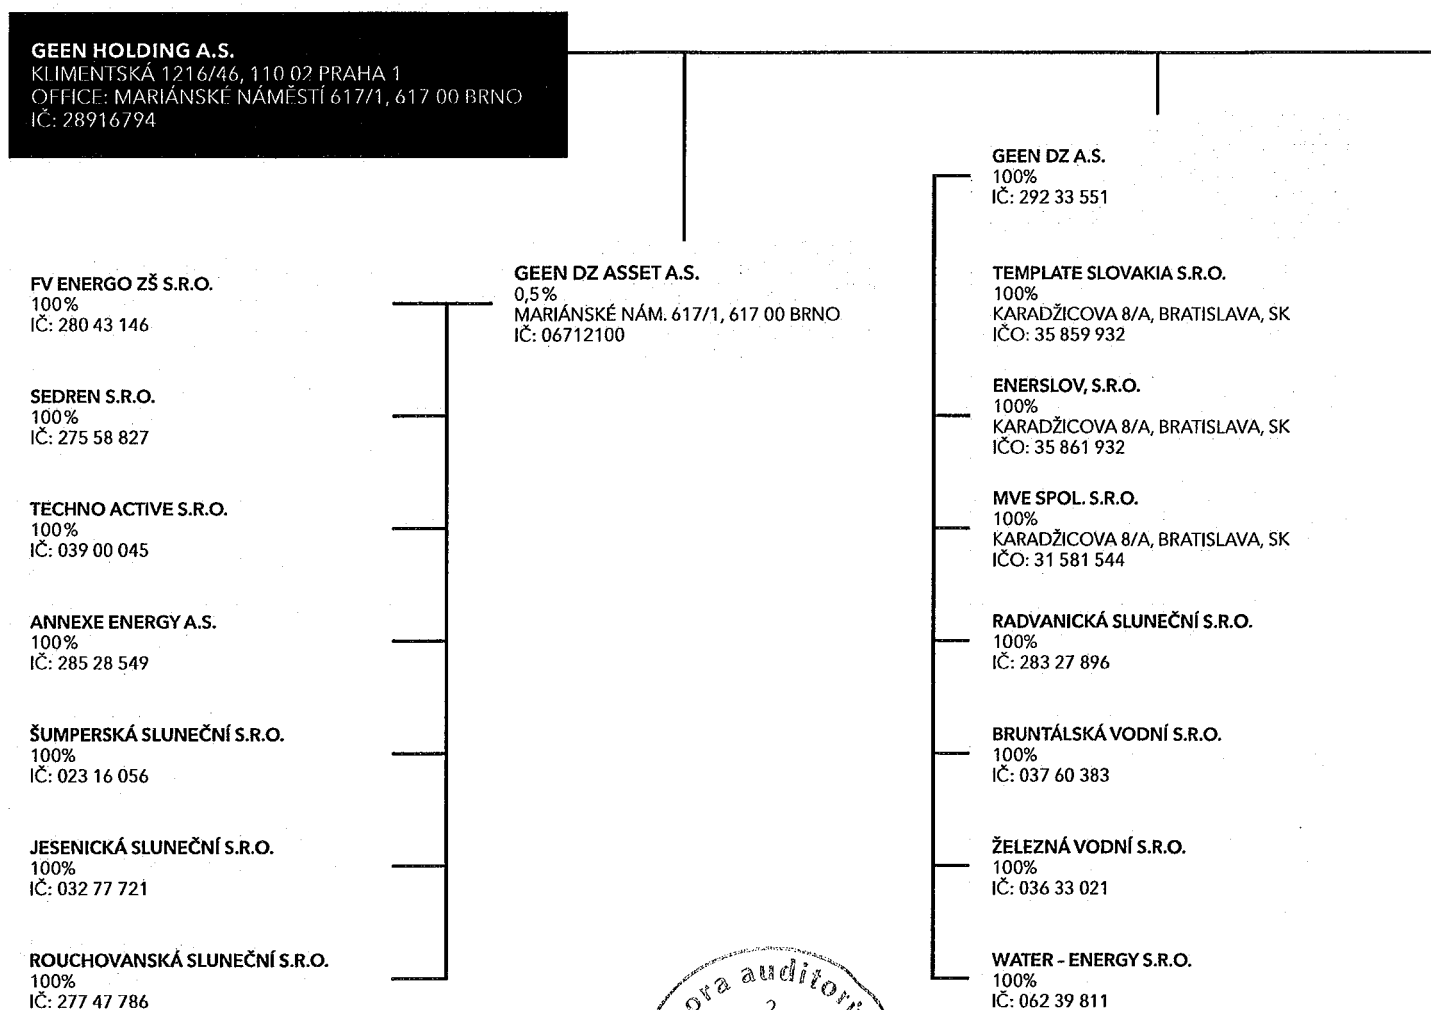 GEEN HOLDING A.S.
KLIMENTSKÁ 1216/46, 110 02 PRAHA 1
OFFICE: MARIÁNSKÉ NÁMĚSTÍ 617/1, 617 00 BRNO
IČ: 28916794
FV ENERGO ZŠ S.R.O.
100%
IČ: 280 43 146
SEDREN S.R.O.
100%
IČ: 275 58 827
TECHNO ACTIVE S.R.O.
100%
IČ: 039 00 045
ANNEXE ENERGY A.S.
100%
IČ: 285 28 549
ŠUMPERSKÁ SLUNEČNÍ S.R.O.
100%
IČ: 023 16 056
JESENICKÁ SLUNEČNÍ S.R.O.
100%
IČ: 032 77 721
ROUCHOVANSKÁ SLUNEČNÍ S.R.O.
100%
IČ: 277 47 786
GEEN DZ ASSET A.S.
0,5%
MARIÁNSKÉ NÁM. 617/1, 617 00 BRNO
IČ: 06712100
GEEN DZ A.S.
100%
IČ: 292 33 551
TEMPLATE SLOVAKIA S.R.O.
100%
KARADŽICOVA 8/A, BRATISLAVA, SK
IČO: 35 859 932
ENERSLOV, S.R.O.
100%
KARADŽICOVA 8/A, BRATISLAVA, SK
IČO: 35 861 932
MVE SPOL. S.R.O.
100%
KARADŽICOVA 8/A, BRATISLAVA, SK
IČO: 31 581 544
RADVANICKÁ SLUNEČNÍ S.R.O.
100%
IČ: 283 27 896
BRUNTÁLSKÁ VODNÍ S.R.O.
100%
IČ: 037 60 383
ŽELEZNÁ VODNÍ S.R.O.
100%
IČ: 036 33 021
WATER - ENERGY S.R.O.
100%
IČ: 062 39 811
ora auditorů